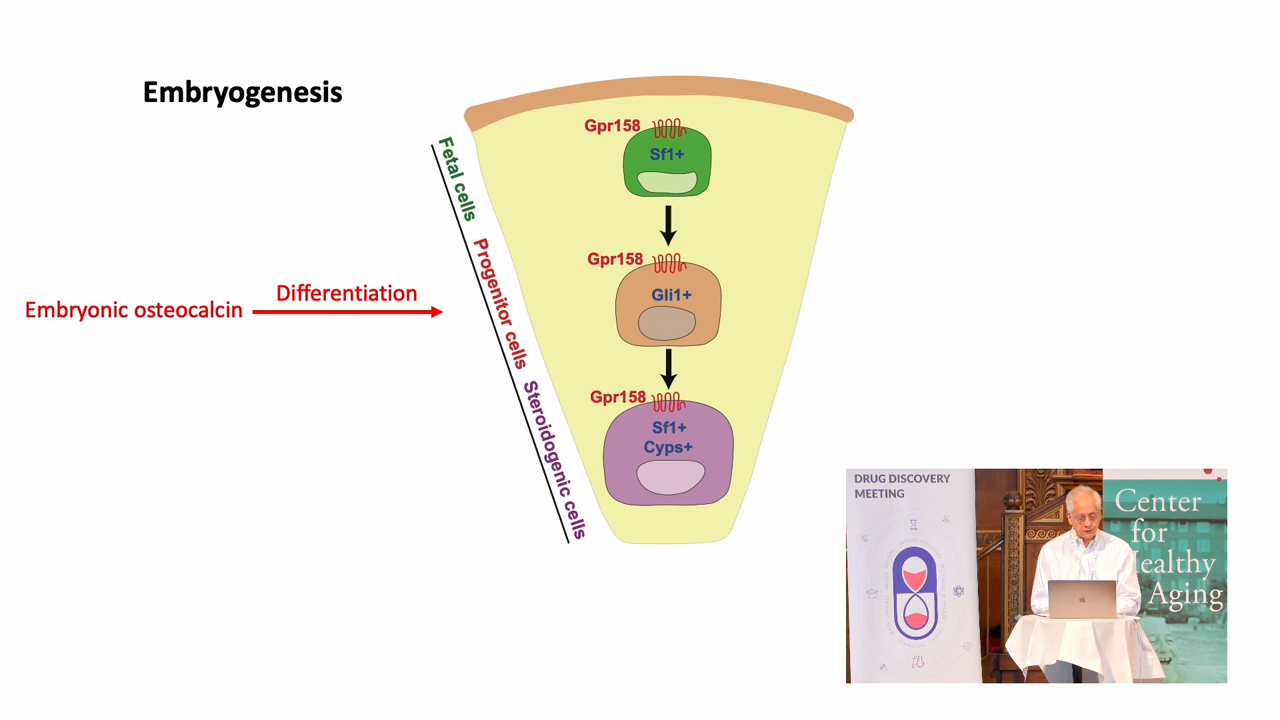 Embryogenesis
Gpr158
Sf1+
Fetal cells
Gpr158
Gli1+
Progenitor cells
Embryonic osteocalcin
Differentiation
Gpr158
Sf1+
Cyps+
Steroidogenic cells
DRUG DISCOVERY
MEETING
Center
for
ealthy
Aging